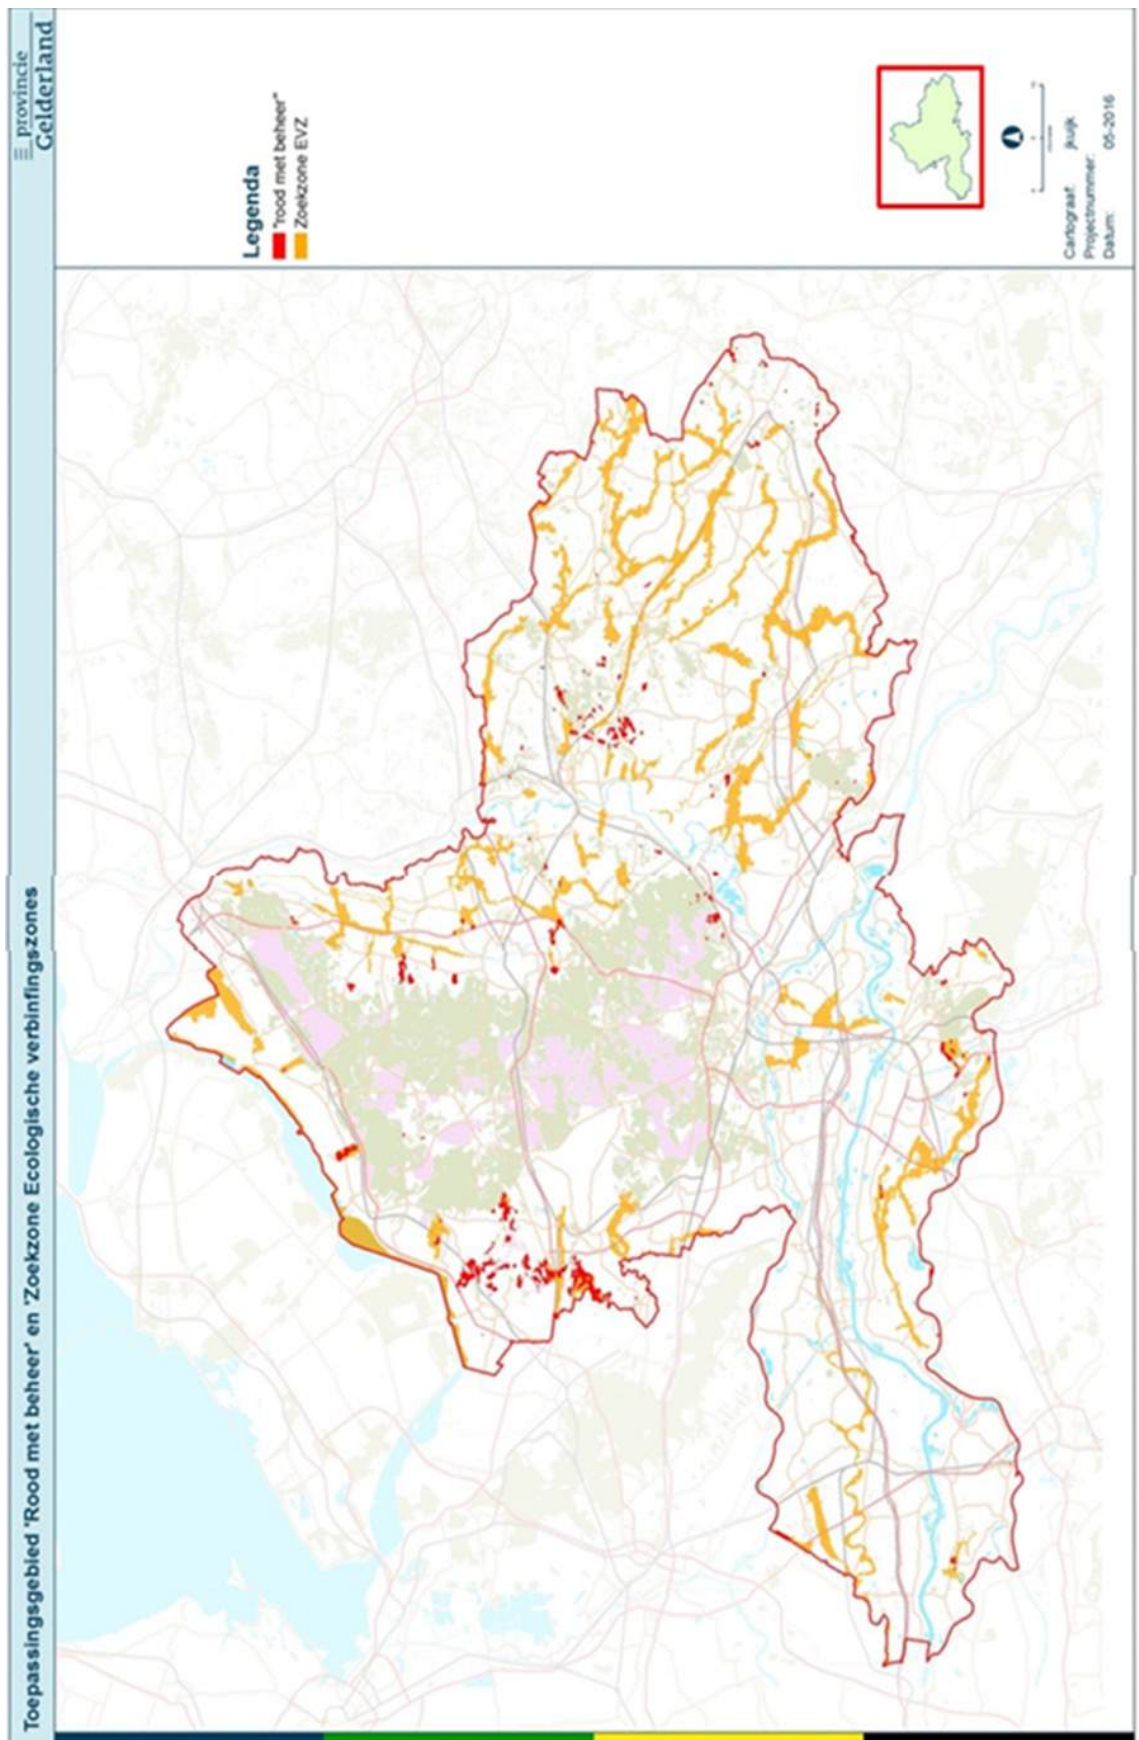 Toepassingsgebied 'Rood met beheer' en 'Zoekzone Ecologische verbinfingszones
provincie
Gelderland
Legenda
"rood met beheer"
Zoekzone EVZ
Cartograaf: jkuijk
Projectnummer:
Datum: 05-2016